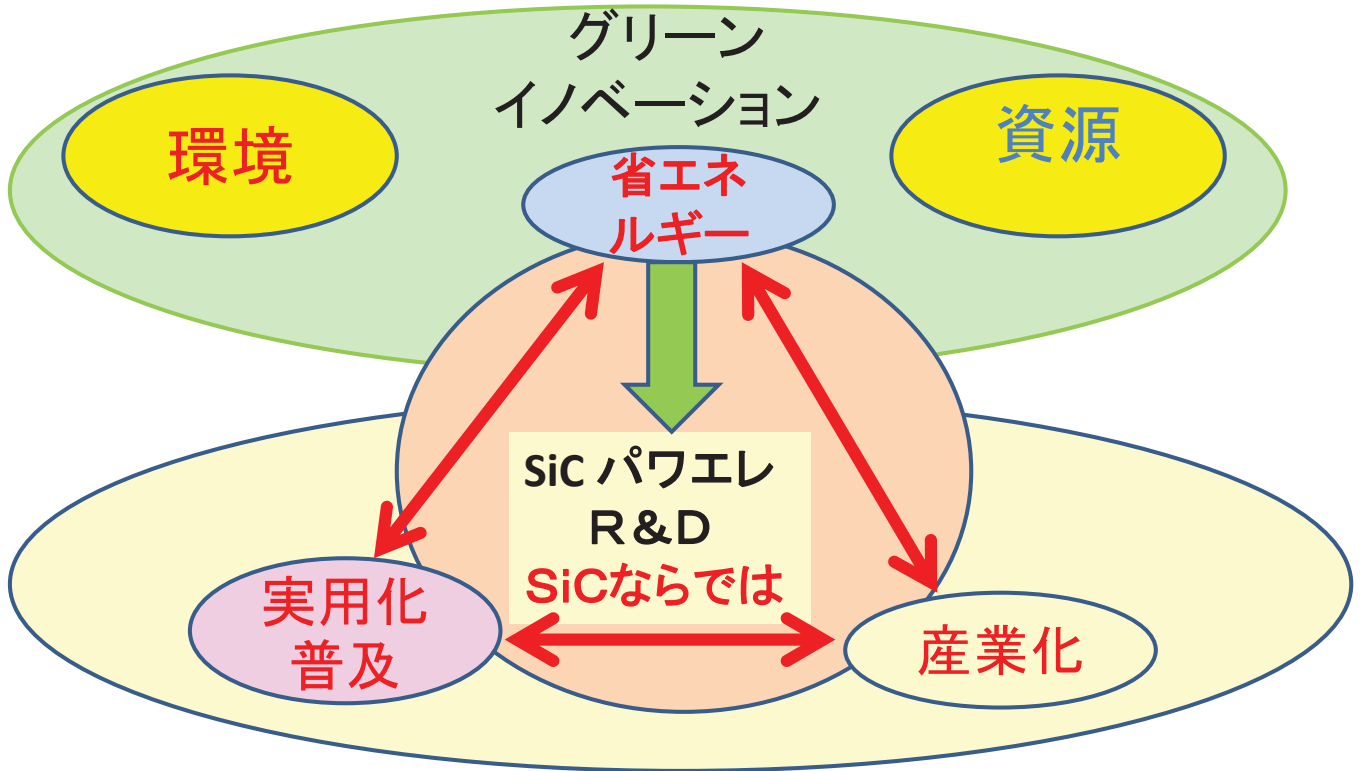 グリーン
イノベーション
環境
資源
省エネ
ルギー
SiC パワエレ
R&D
SiCならでは
実用化
普及
産業化